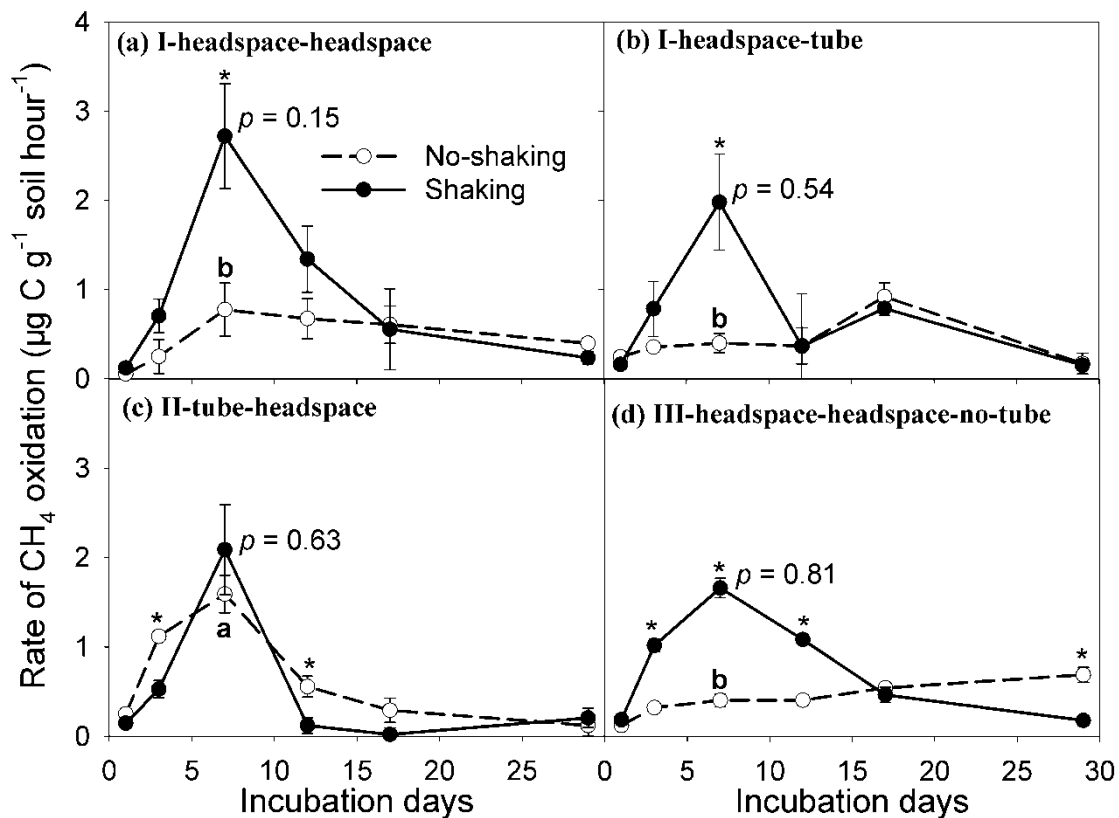 Rate of CH₄ oxidation (µg C g⁻¹ soil hour⁻¹)
4
3
2
1
0
(a) I-headspace-headspace
*
p = 0.15
No-shaking
Shaking
b
(b) I-headspace-tube
*
p = 0.54
b
3
2
1
0
(c) II-tube-headspace
p = 0.63
*
a
*
(d) III-headspace-headspace-no-tube
*
p = 0.81
*
*
b
*
0 5 10 15 20 25
0 5 10 15 20 25 30
Incubation days
Incubation days